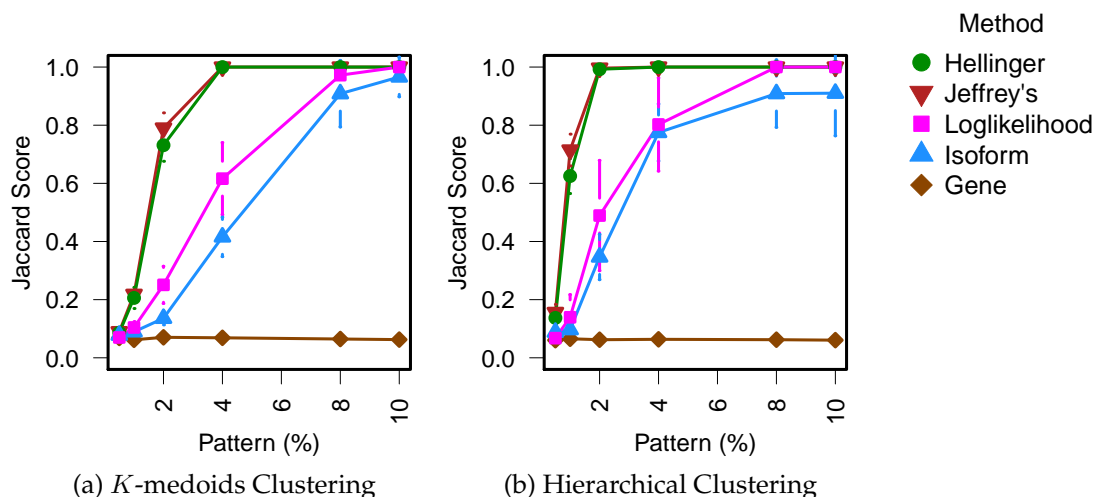 Method
Hellinger
Jeffrey's
Loglikelihood
Isoform
Gene
Jaccard Score
1.0
0.8
0.6
0.4
0.2
0.0
2
4
6
8
10
Pattern (%)
(a) K-medoids Clustering
Jaccard Score
1.0
0.8
0.6
0.4
0.2
0.0
2
4
6
8
10
Pattern (%)
(b) Hierarchical Clustering